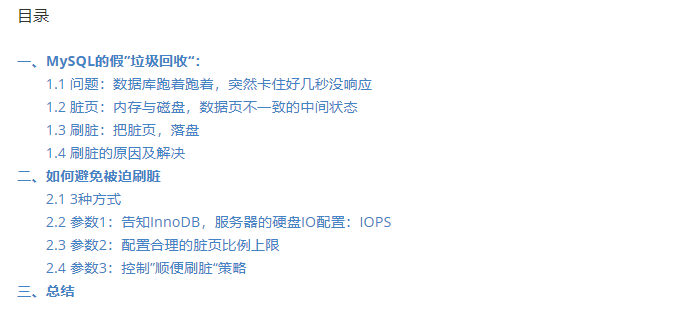 目录
一、MySQL的假”垃圾回收“：
1.1 问题：数据库跑着跑着，突然卡住好几秒没响应
1.2 脏页：内存与磁盘，数据页不一致的中间状态
1.3 刷脏：把脏页，落盘
1.4 刷脏的原因及解决
二、如何避免被迫刷脏
2.1 3种方式
2.2 参数1：告知InnoDB，服务器的硬盘IO配置：IOPS
2.3 参数2：配置合理的脏页比例上限
2.4 参数3：控制”顺便刷脏“策略
三、总结